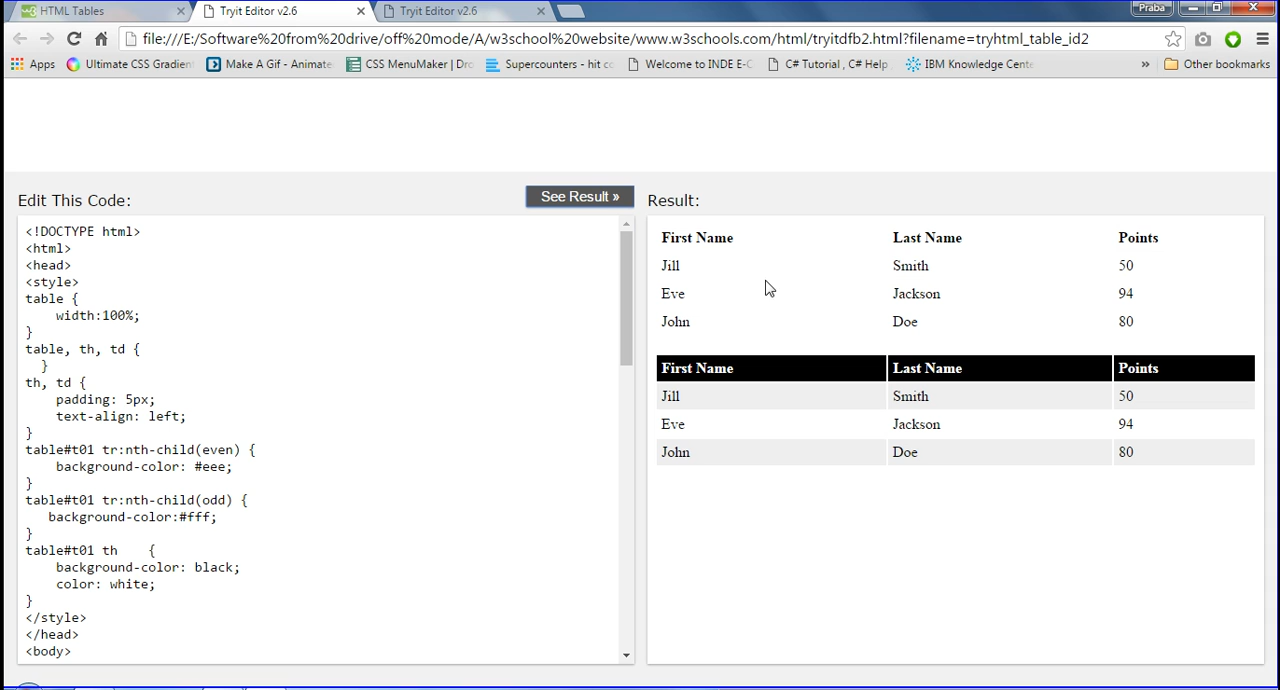 HTML Tables
Tryit Editor v2.6
Tryit Editor v2.6
Praba
file:///E:/Software%20from%20drive/off%20mode/A/w3school%20website/www.w3schools.com/html/tryitdfb2.html?filename=tryhtml_table_id2
Apps
Ultimate CSS Gradien
Make A Gif - Animate
CSS MenuMaker | Dro
Supercounters - hit co
Welcome to INDE E-C
C# Tutorial , C# Help
IBM Knowledge Cente
»
Other bookmarks
Edit This Code:
See Result »
<!DOCTYPE html>
<html>
<head>
<style>
table {
    width:100%;
}
table, th, td {
  }
th, td {
    padding: 5px;
    text-align: left;
}
table#t01 tr:nth-child(even) {
    background-color: #eee;
}
table#t01 tr:nth-child(odd) {
   background-color:#fff;
}
table#t01 th    {
    background-color: black;
    color: white;
}
</style>
</head>
<body>
Result:
First Name Last Name Points
Jill Smith 50
Eve Jackson 94
John Doe 80
First Name Last Name Points
Jill Smith 50
Eve Jackson 94
John Doe 80